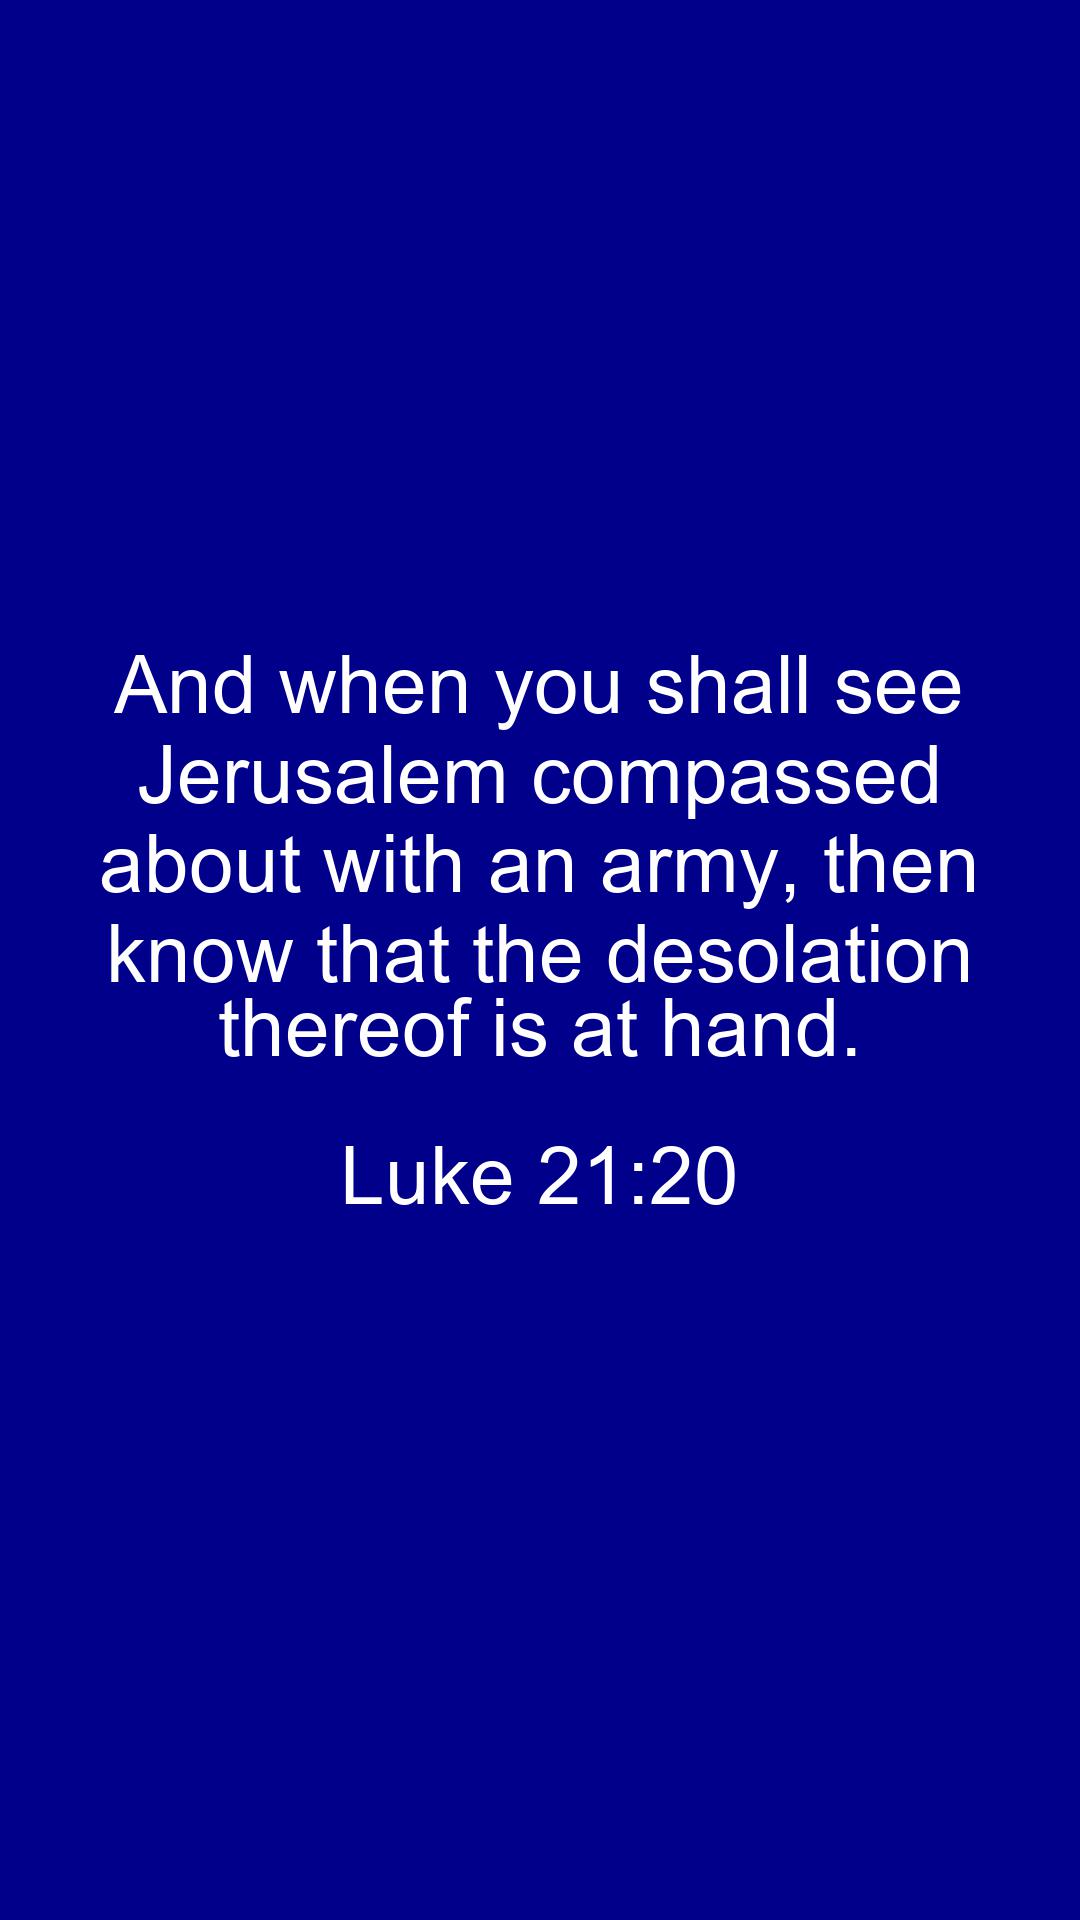 And when you shall see
Jerusalem compassed
about with an army, then
know that the desolation
thereof is at hand.
Luke 21:20